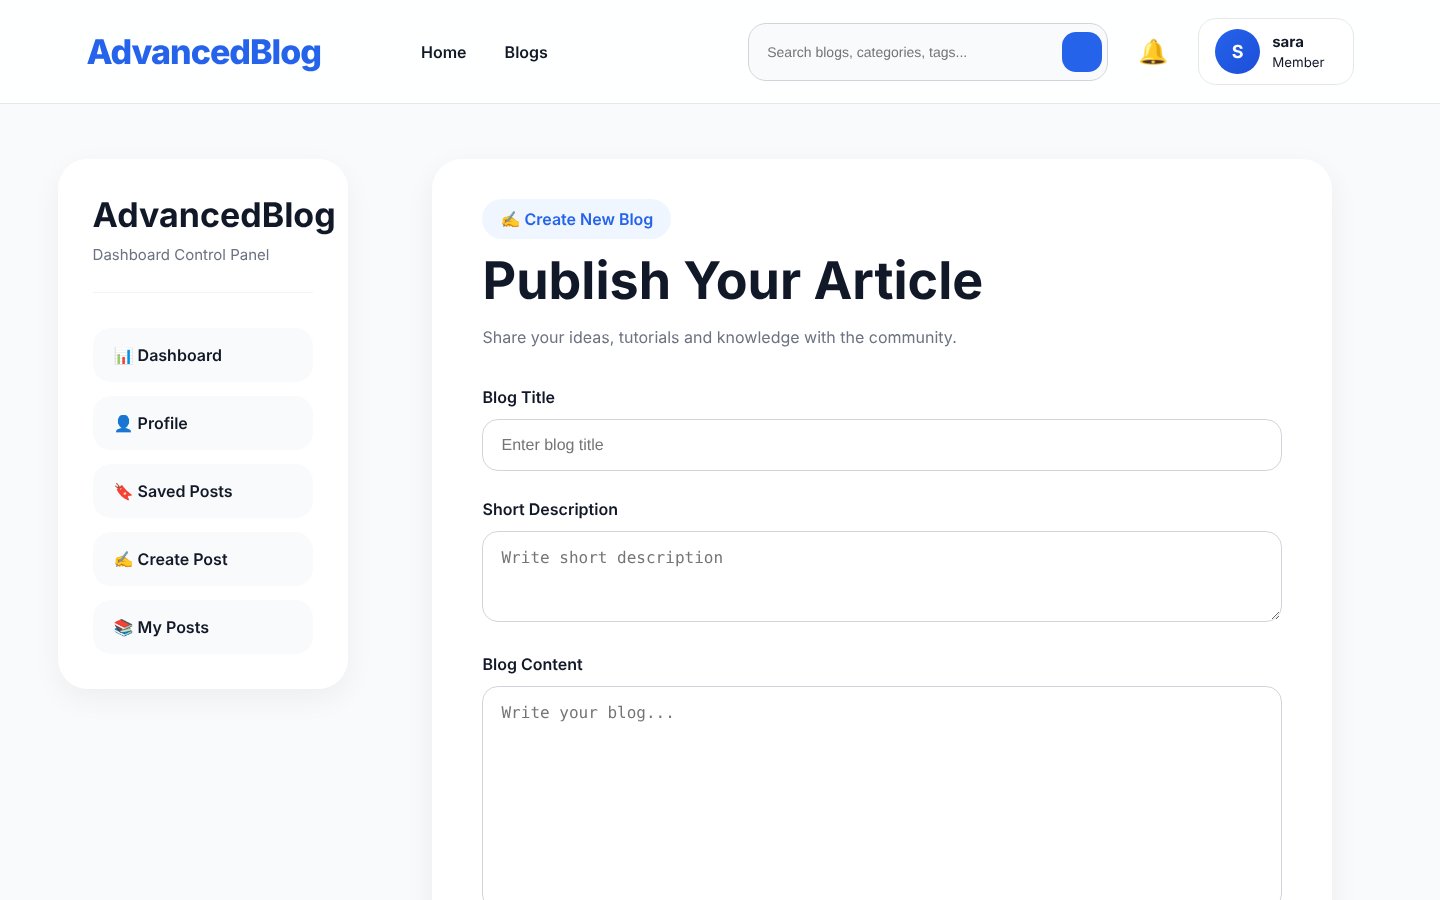 AdvancedBlog
Home
Blogs
Search blogs, categories, tags...
🔔
S
sara
Member
AdvancedBlog
Dashboard Control Panel
📊 Dashboard
👤 Profile
🔖 Saved Posts
✍️ Create Post
📚 My Posts
✍️ Create New Blog
Publish Your Article
Share your ideas, tutorials and knowledge with the community.
Blog Title
Enter blog title
Short Description
Write short description
Blog Content
Write your blog...